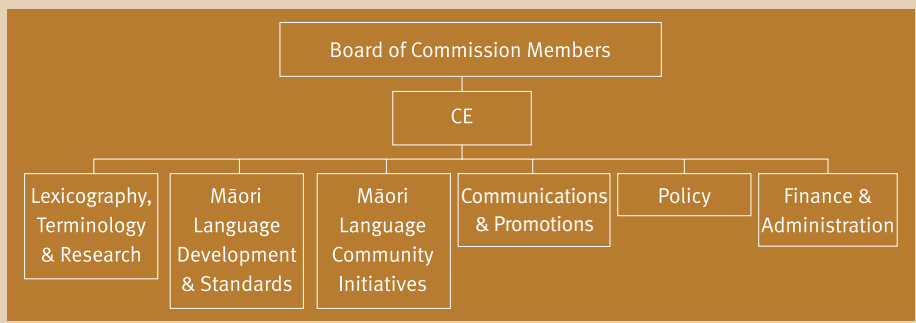 Board of Commission Members
CE
Lexicography,
Terminology
& Research
Māori
Language
Development
& Standards
Māori
Language
Community
Initiatives
Communications
& Promotions
Policy
Finance &
Administration